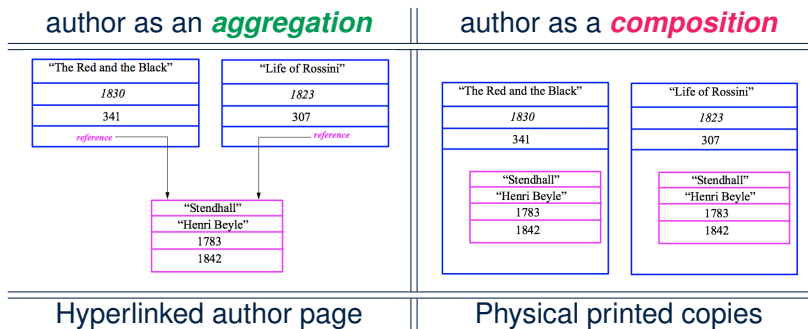 author as an aggregation
"The Red and the Black"
1830
341
reference
"Life of Rossini"
1823
307
reference
"Stendhall"
"Henri Beyle"
1783
1842
Hyperlinked author page
author as a composition
"The Red and the Black"
1830
341
"Stendhall"
"Henri Beyle"
1783
1842
"Life of Rossini"
1823
307
"Stendhall"
"Henri Beyle"
1783
1842
Physical printed copies